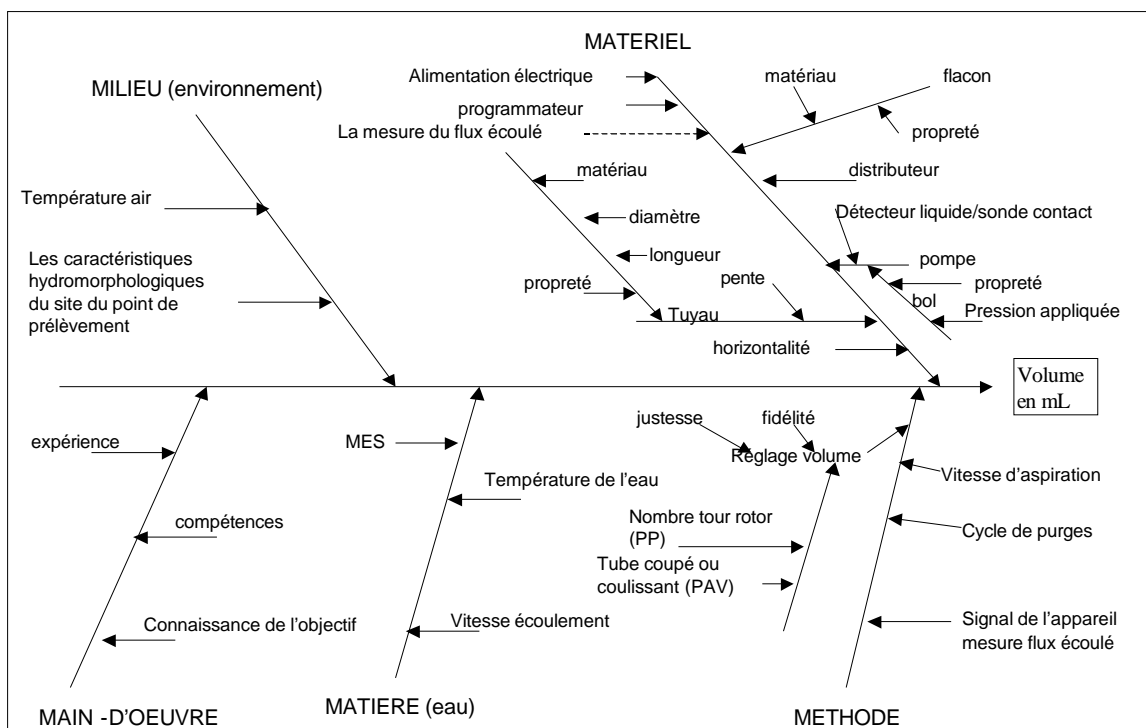 MATERIEL
Alimentation électrique
matériau
flacon
MILIEU (environnement)
programmateur
La mesure du flux écoulé
propreté
matériau
distributeur
Température air
diamètre
Détecteur liquide/sonde contact
Les caractéristiques
hydromorphologiques
du site du point de
prélèvement
longueur
pompe
propreté
pente
propreté
bol
Tuyau
Pression appliquée
horizontalité
Volume
en mL
expérience
MES
justesse
fidélité
Réglage volume
Vitesse d'aspiration
Température de l'eau
compétences
Nombre tour rotor
(PP)
Cycle de purges
Tube coupé ou
coulissant (PAV)
Connaissance de l'objectif
Vitesse écoulement
Signal de l'appareil
mesure flux écoulé
MAIN -D'OEUVRE
MATIERE (eau)
METHODE